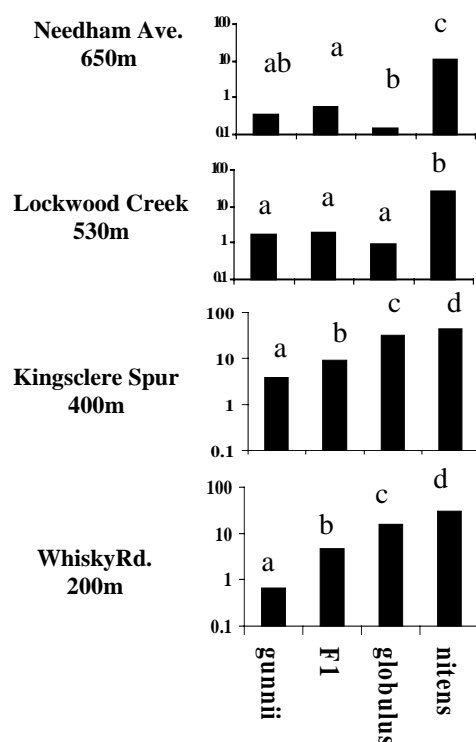 Needham Ave.
650m
100
10
1
0.1
ab a b c
Lockwood Creek
530m
100
10
1
0.1
a a a b
Kingsclere Spur
400m
100
10
1
0.1
a b c d
WhiskyRd.
200m
100
10
1
0.1
a b c d
gunnii
F1
globulus
nitens